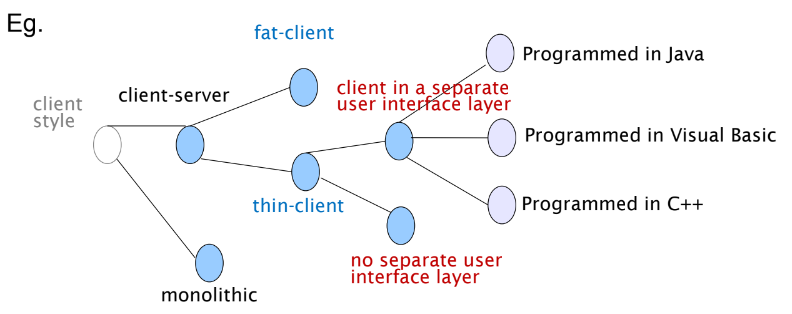 Eg.
fat-client
Programmed in Java
client in a separate
user interface layer
client-server
client
style
Programmed in Visual Basic
thin-client
Programmed in C++
no separate user
interface layer
monolithic